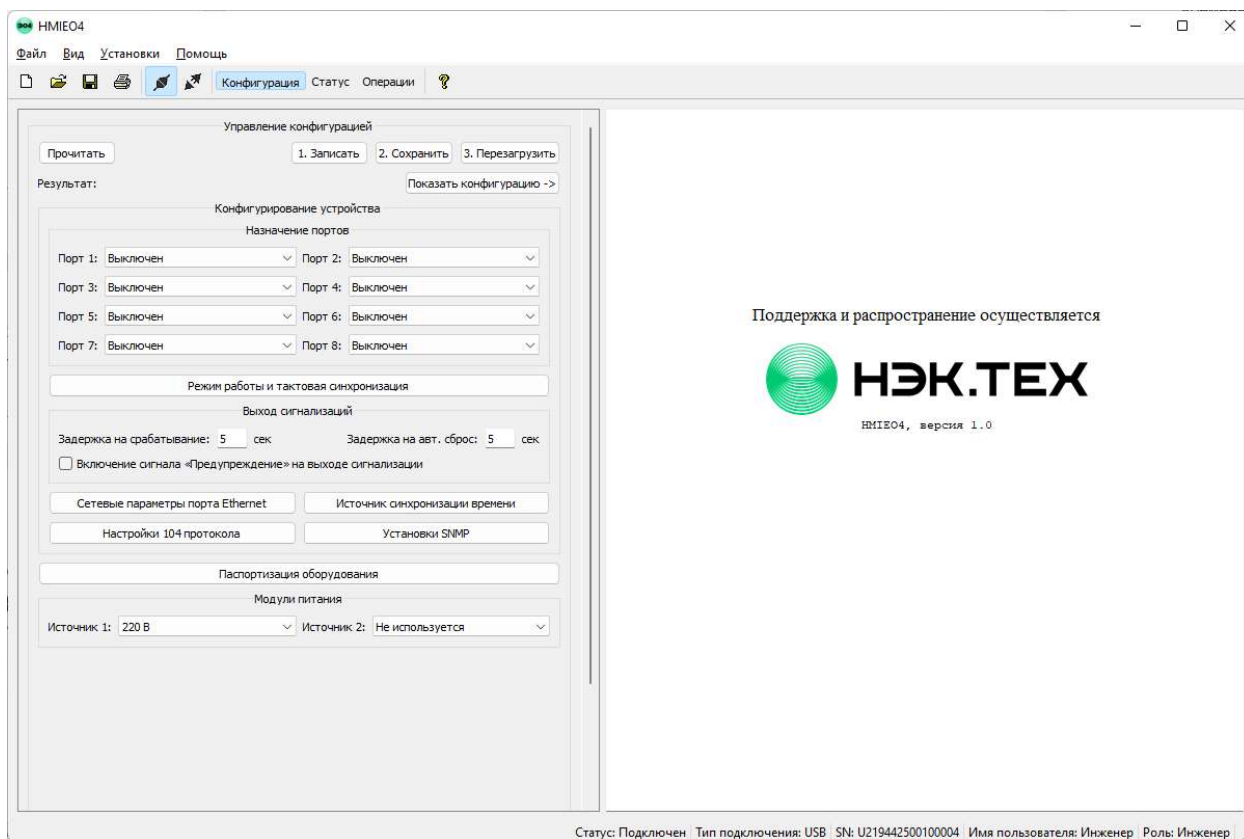 HMIEO4
Файл Вид Установки Помощь
Конфигурация Статус Операции
Управление конфигурацией
Прочитать 1. Записать 2. Сохранить 3. Перезагрузить
Результат: Показать конфигурацию ->
Конфигурирование устройства
Назначение портов
Порт 1: Выключен Порт 2: Выключен
Порт 3: Выключен Порт 4: Выключен
Порт 5: Выключен Порт 6: Выключен
Порт 7: Выключен Порт 8: Выключен
Режим работы и тактовая синхронизация
Выход сигнализаций
Задержка на срабатывание: 5 сек Задержка на авт. сброс: 5 сек
Включение сигнала «Предупреждение» на выходе сигнализации
Сетевые параметры порта Ethernet Источник синхронизации времени
Настройки 104 протокола Установки SNMP
Паспортизация оборудования
Модули питания
Источник 1: 220 В Источник 2: Не используется
Поддержка и распространение осуществляется
НЭК.ТЕХ
HMIEO4, версия 1.0
Статус: Подключен Тип подключения: USB SN: U219442500100004 Имя пользователя: Инженер Роль: Инженер